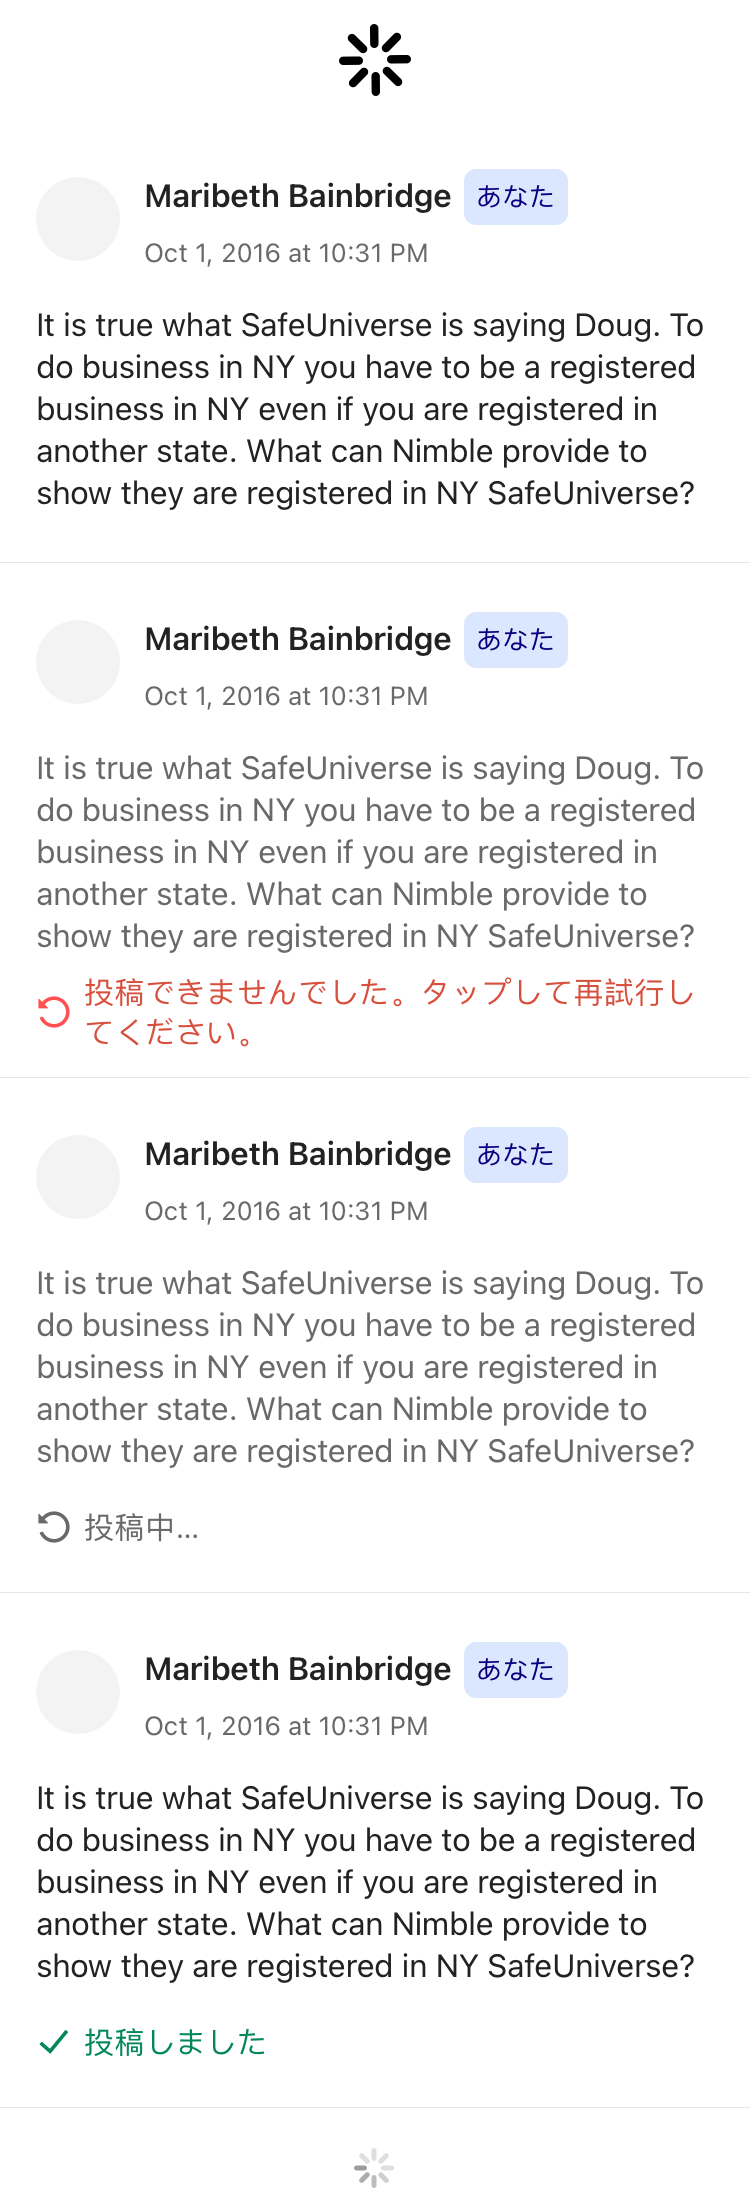 Maribeth Bainbridge あなた
Oct 1, 2016 at 10:31 PM
It is true what SafeUniverse is saying Doug. To
do business in NY you have to be a registered
business in NY even if you are registered in
another state. What can Nimble provide to
show they are registered in NY SafeUniverse?
Maribeth Bainbridge あなた
Oct 1, 2016 at 10:31 PM
It is true what SafeUniverse is saying Doug. To
do business in NY you have to be a registered
business in NY even if you are registered in
another state. What can Nimble provide to
show they are registered in NY SafeUniverse?
投稿できませんでした。タップして再試行し
てください。
Maribeth Bainbridge あなた
Oct 1, 2016 at 10:31 PM
It is true what SafeUniverse is saying Doug. To
do business in NY you have to be a registered
business in NY even if you are registered in
another state. What can Nimble provide to
show they are registered in NY SafeUniverse?
投稿中...
Maribeth Bainbridge あなた
Oct 1, 2016 at 10:31 PM
It is true what SafeUniverse is saying Doug. To
do business in NY you have to be a registered
business in NY even if you are registered in
another state. What can Nimble provide to
show they are registered in NY SafeUniverse?
投稿しました